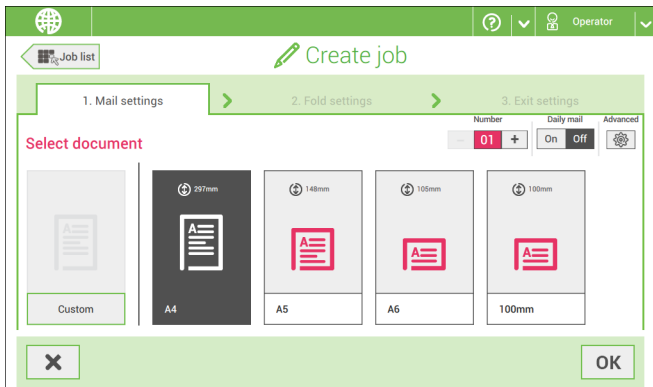 Operator
Job list
Create job
1. Mail settings
2. Fold settings
3. Exit settings
Number
Daily mail
Advanced
Select document
- 01 +
On Off
297mm
148mm
105mm
100mm
Custom
A4
A5
A6
100mm
OK